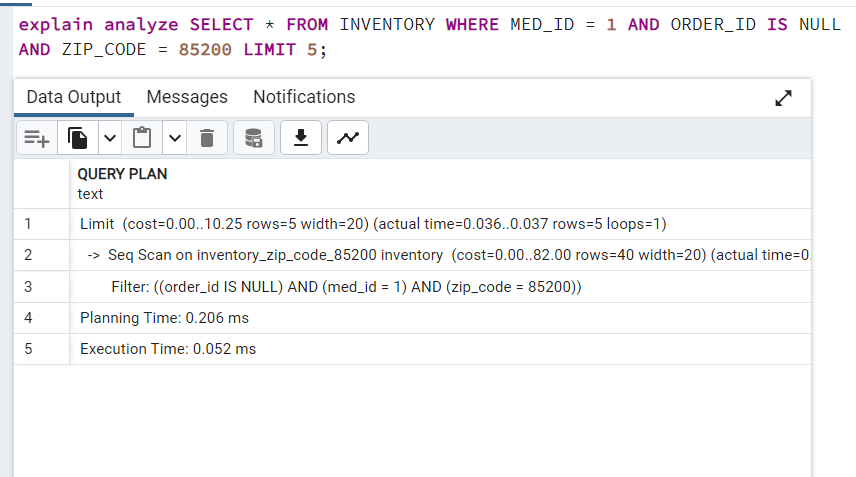 explain analyze SELECT * FROM INVENTORY WHERE MED_ID = 1 AND ORDER_ID IS NULL
AND ZIP_CODE = 85200 LIMIT 5;
Data Output Messages Notifications
QUERY PLAN
text
1 Limit (cost=0.00..10.25 rows=5 width=20) (actual time=0.036..0.037 rows=5 loops=1)
2 -> Seq Scan on inventory_zip_code_85200 inventory (cost=0.00..82.00 rows=40 width=20) (actual time=0.
3 Filter: ((order_id IS NULL) AND (med_id = 1) AND (zip_code = 85200))
4 Planning Time: 0.206 ms
5 Execution Time: 0.052 ms